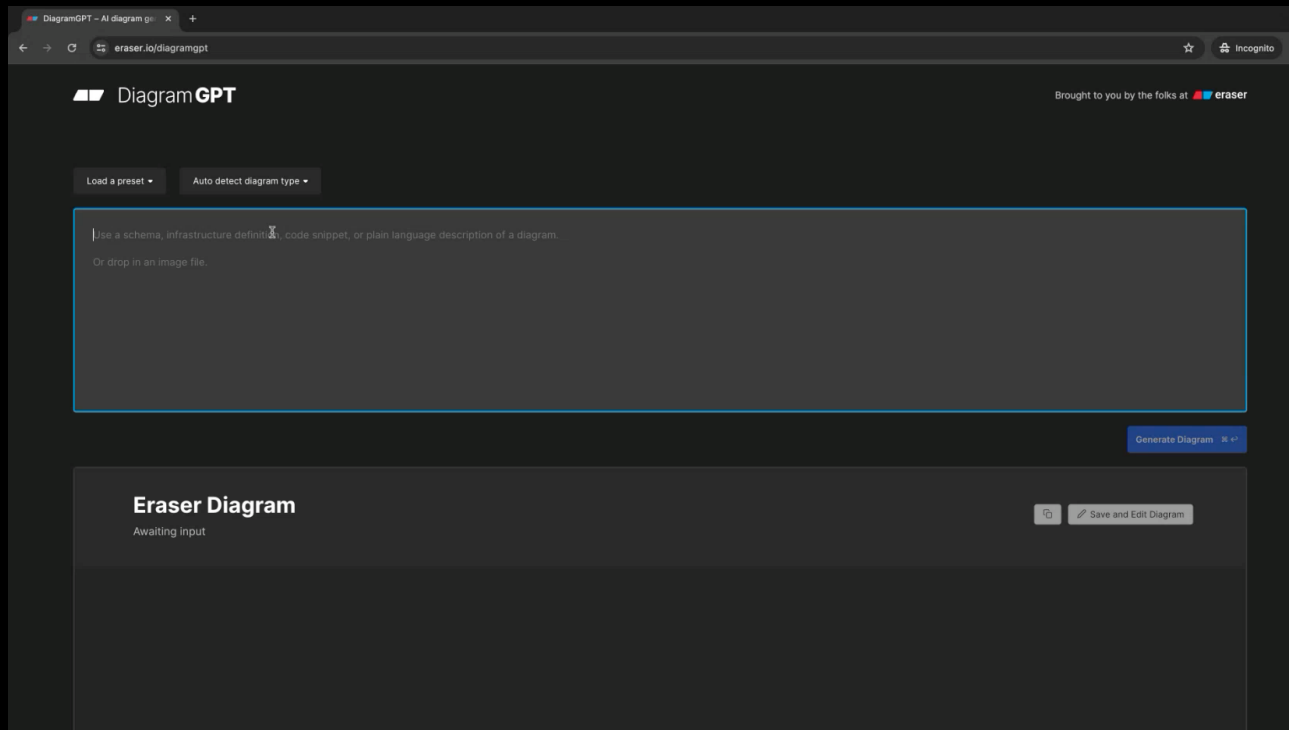 DiagramGPT – AI diagram ge
eraser.io/diagramgpt
Incognito
DiagramGPT
Brought to you by the folks at eraser
Load a preset
Auto detect diagram type
Use a schema, infrastructure definition, code snippet, or plain language description of a diagram.
Or drop in an image file.
Generate Diagram ⌘ ↵
Eraser Diagram
Save and Edit Diagram
Awaiting input